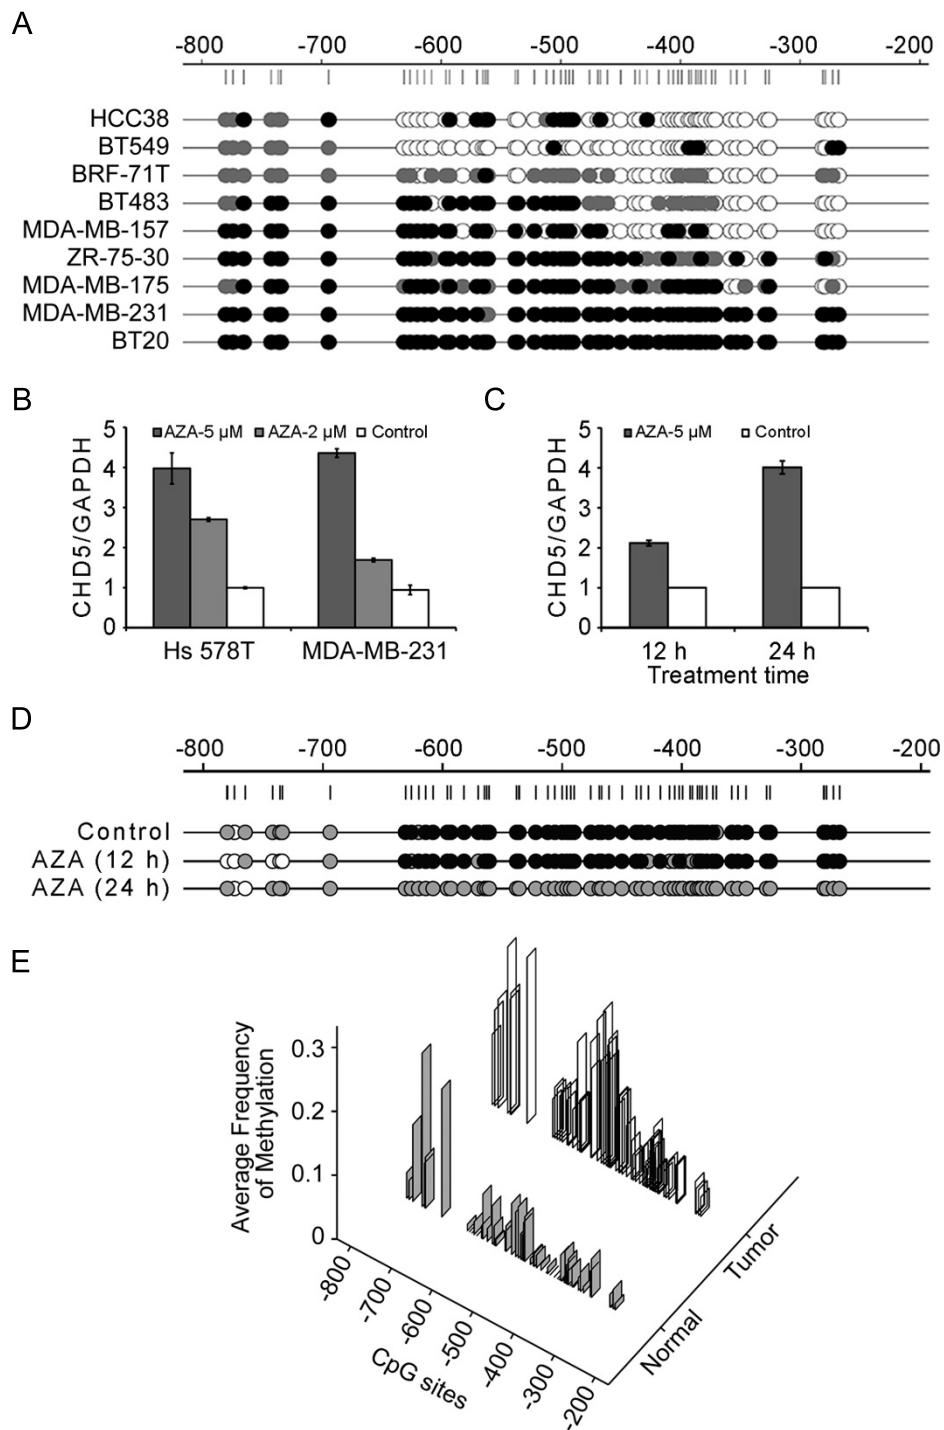 A
-800 -700 -600 -500 -400 -300 -200
HCC38
BT549
BRF-71T
BT483
MDA-MB-157
ZR-75-30
MDA-MB-175
MDA-MB-231
BT20
B
CHD5/GAPDH
5
4
3
2
1
0
AZA-5 µM AZA-2 µM Control
Hs 578T MDA-MB-231
C
CHD5/GAPDH
5
4
3
2
1
0
AZA-5 µM Control
12 h 24 h
Treatment time
D
-800 -700 -600 -500 -400 -300 -200
Control
AZA (12 h)
AZA (24 h)
E
Average Frequency
of Methylation
0.3
0.2
0.1
0
-800 -700 -600 -500 -400 -300 -200
CpG sites
Normal Tumor